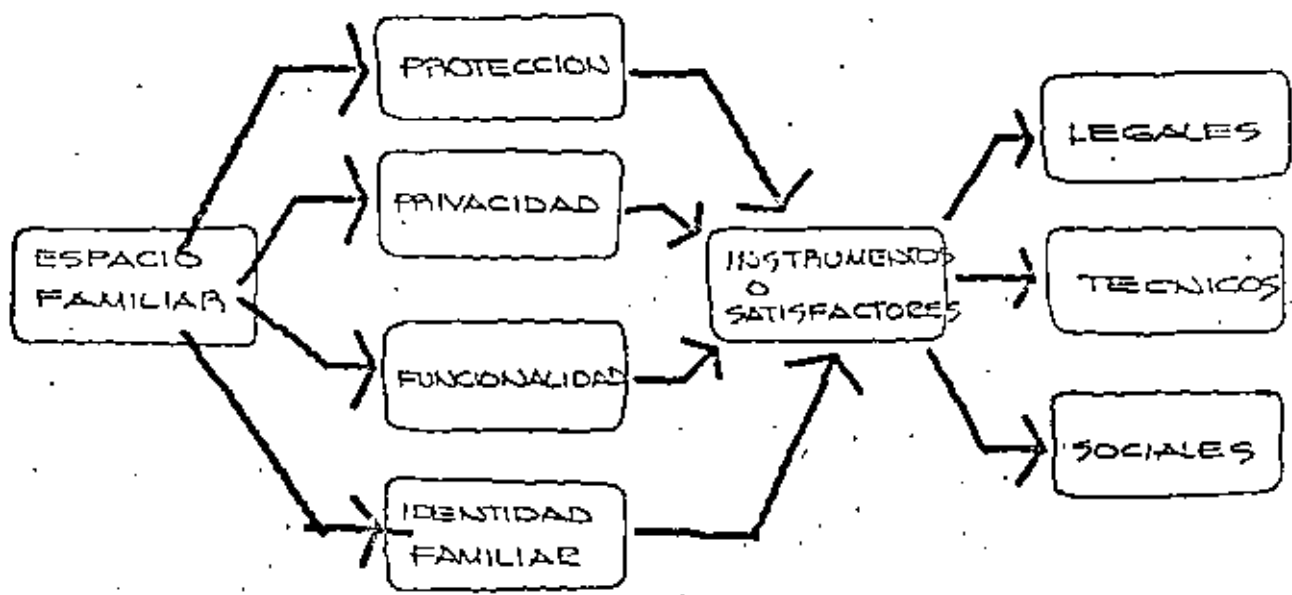 PROTECCION
PRIVACIDAD
ESPACIO
FAMILIAR
FUNCIONALIDAD
IDENTIDAD
FAMILIAR
INSTRUMENTOS
O
SATISFACTORES
LEGALES
TECNICOS
SOCIALES